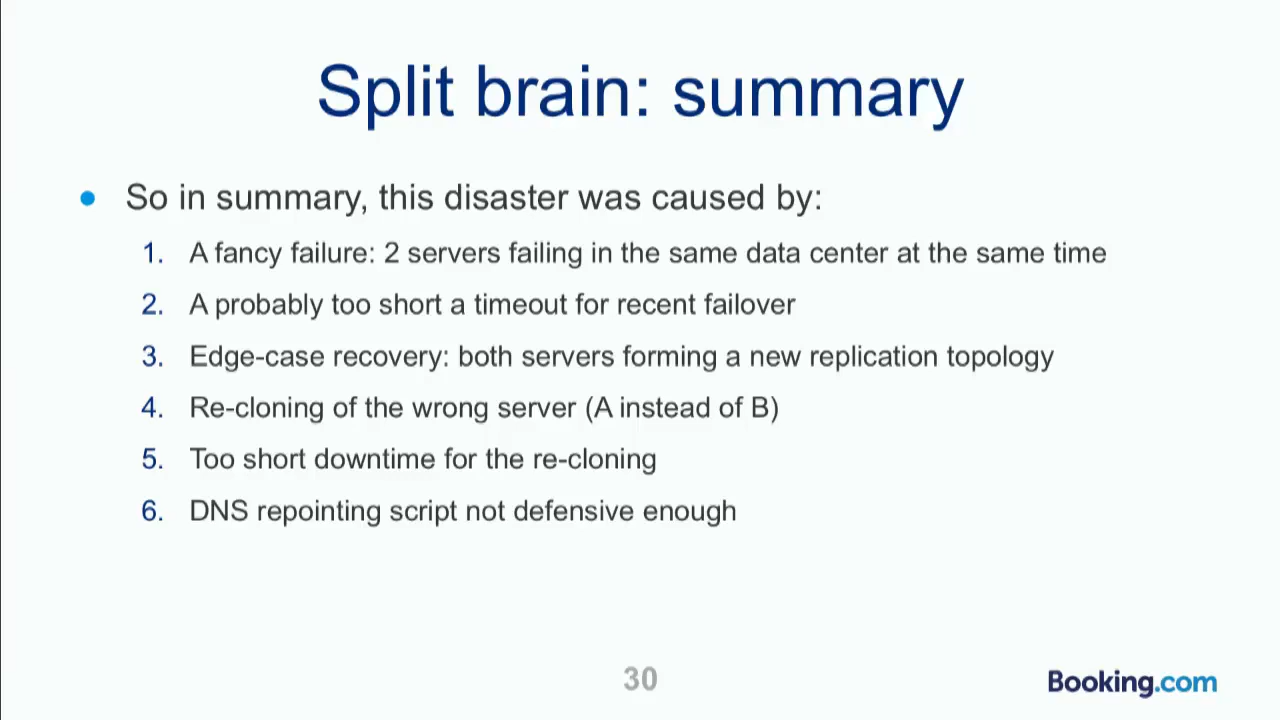 Split brain: summary
So in summary, this disaster was caused by:
1. A fancy failure: 2 servers failing in the same data center at the same time
2. A probably too short a timeout for recent failover
3. Edge-case recovery: both servers forming a new replication topology
4. Re-cloning of the wrong server (A instead of B)
5. Too short downtime for the re-cloning
6. DNS repointing script not defensive enough
30
Booking.com